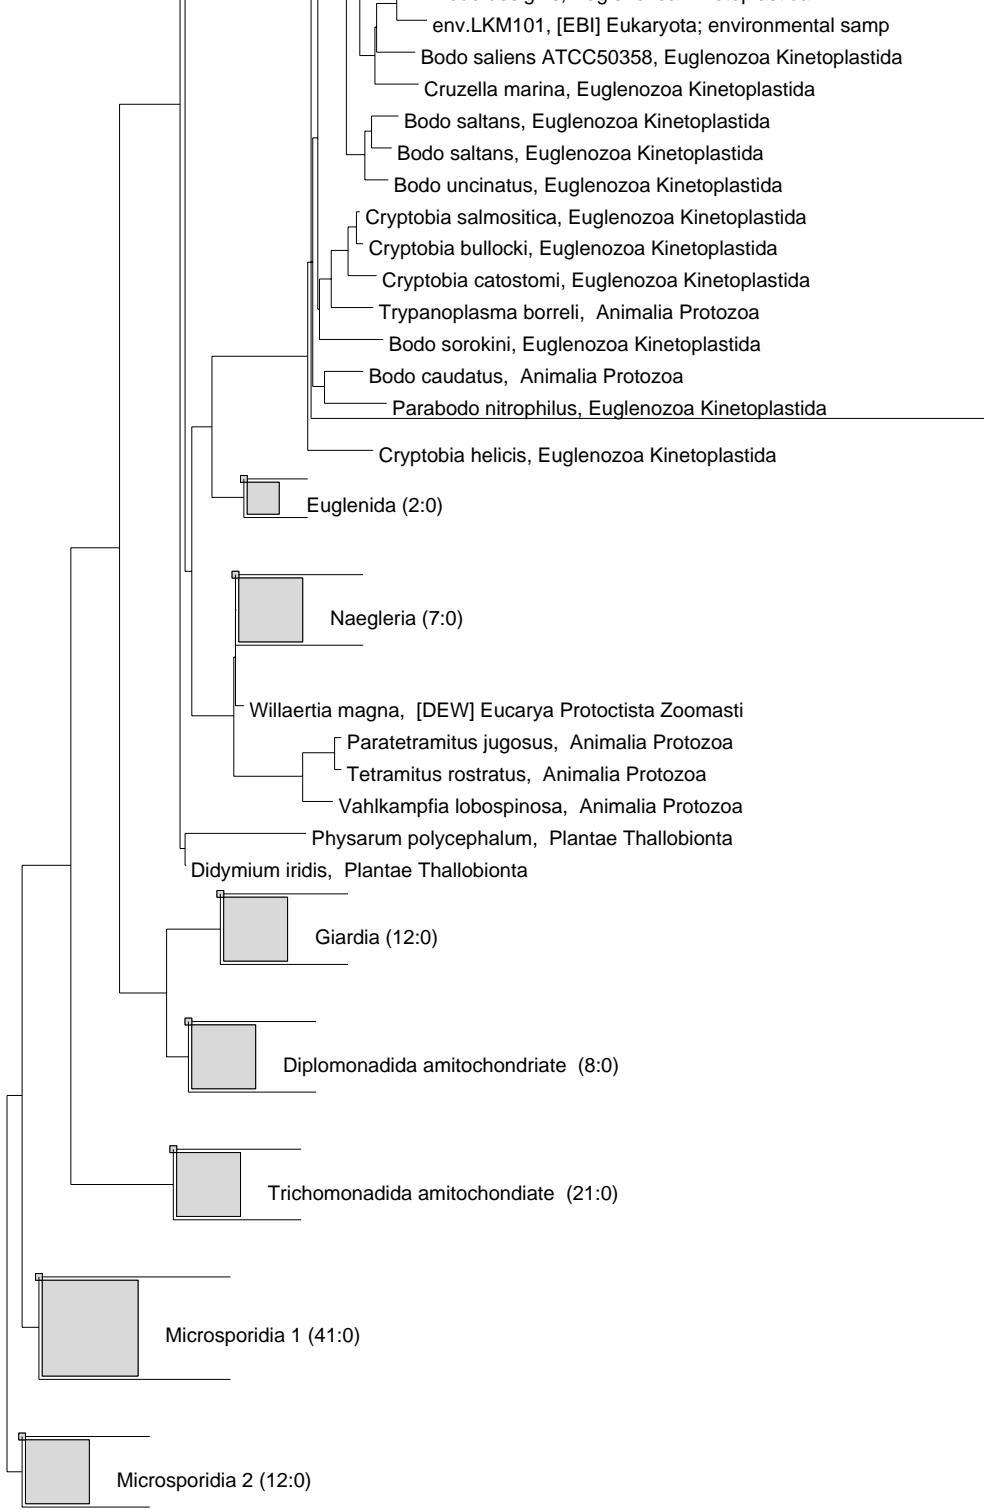 env.LKM101, [EBI] Eukaryota; environmental samp
Bodo saliens ATCC50358, Euglenozoa Kinetoplastida
Cruzella marina, Euglenozoa Kinetoplastida
Bodo saltans, Euglenozoa Kinetoplastida
Bodo saltans, Euglenozoa Kinetoplastida
Bodo uncinatus, Euglenozoa Kinetoplastida
Cryptobia salmositica, Euglenozoa Kinetoplastida
Cryptobia bullocki, Euglenozoa Kinetoplastida
Cryptobia catostomi, Euglenozoa Kinetoplastida
Trypanoplasma borreli, Animalia Protozoa
Bodo sorokini, Euglenozoa Kinetoplastida
Bodo caudatus, Animalia Protozoa
Parabodo nitrophilus, Euglenozoa Kinetoplastida
Cryptobia helicis, Euglenozoa Kinetoplastida
Euglenida (2:0)
Naegleria (7:0)
Willaertia magna, [DEW] Eucarya Protoctista Zoomasti
Paratetramitus jugosus, Animalia Protozoa
Tetramitus rostratus, Animalia Protozoa
Vahlkampfia lobospinosa, Animalia Protozoa
Physarum polycephalum, Plantae Thallobionta
Didymium iridis, Plantae Thallobionta
Giardia (12:0)
Diplomonadida amitochondriate (8:0)
Trichomonadida amitochondiate (21:0)
Microsporidia 1 (41:0)
Microsporidia 2 (12:0)